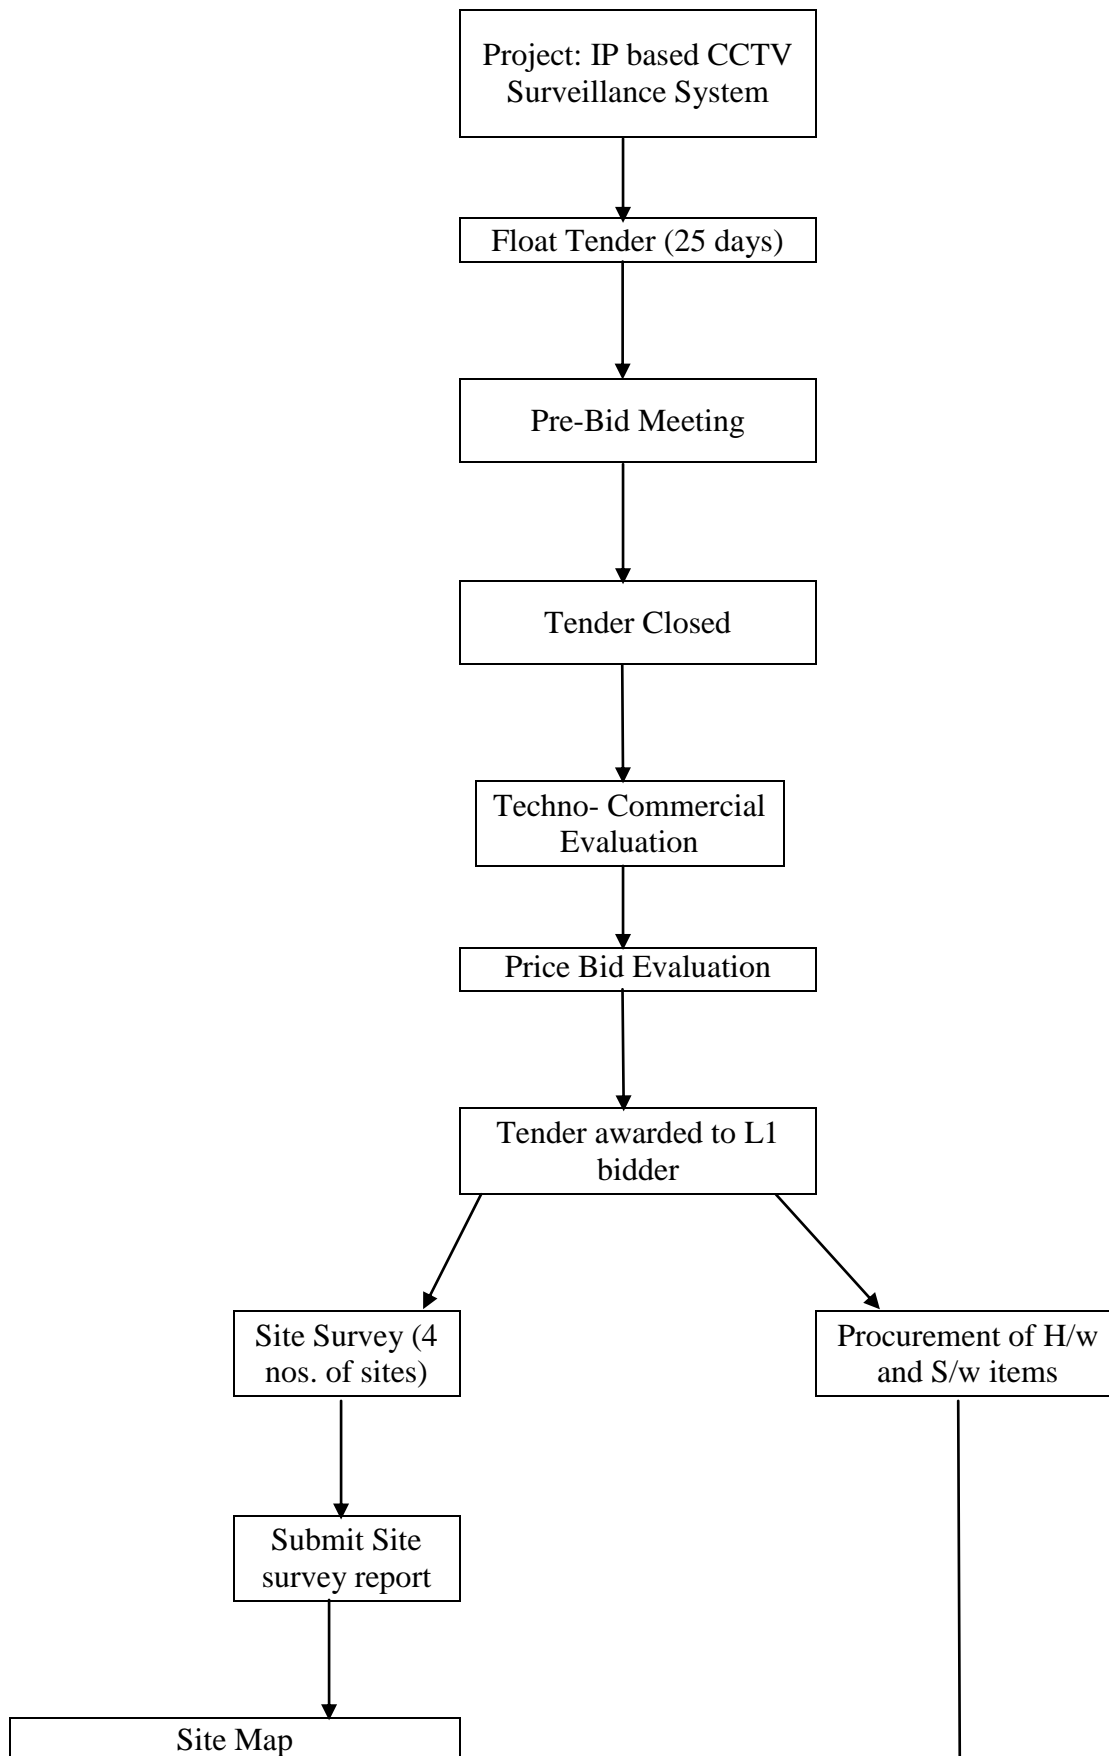 Project: IP based CCTV
Surveillance System
Float Tender (25 days)
Pre-Bid Meeting
Tender Closed
Techno- Commercial
Evaluation
Price Bid Evaluation
Tender awarded to L1
bidder
Site Survey (4
nos. of sites)
Procurement of H/w
and S/w items
Submit Site
survey report
Site Map